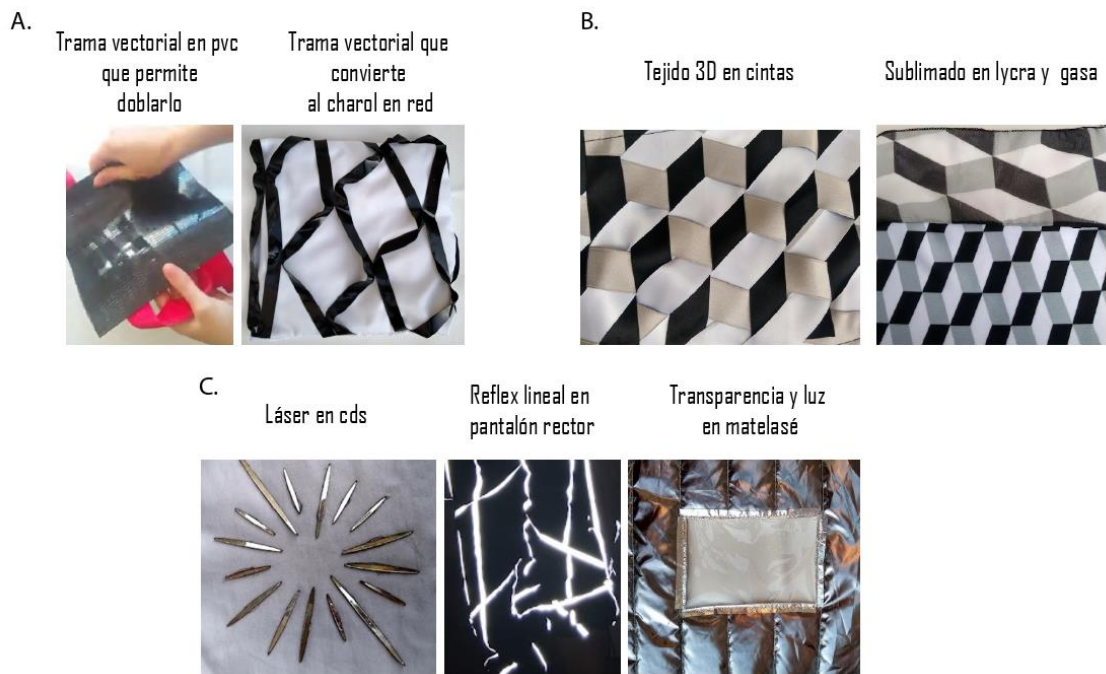 A.
Trama vectorial en pvc
que permite
doblarlo
Trama vectorial que
convierte
al charol en red
B.
Tejido 3D en cintas
Sublimado en lycra y gasa
C.
Láser en cds
Reflex lineal en
pantalón rector
Transparencia y luz
en matelasé